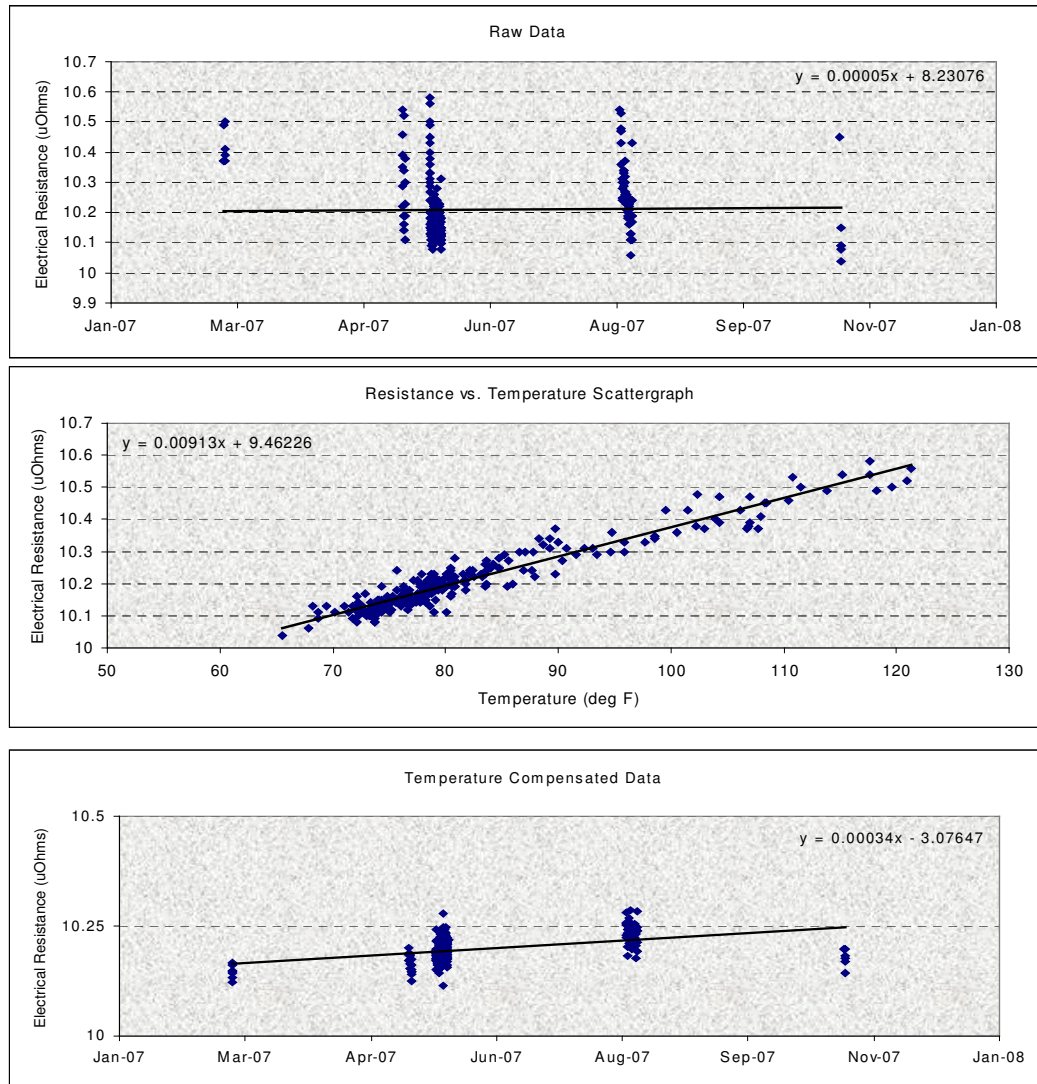 Raw Data
Electrical Resistance (uOhms)
y = 0.00005x + 8.23076
10.7
10.6
10.5
10.4
10.3
10.2
10.1
10
9.9
Jan-07 Mar-07 Apr-07 Jun-07 Aug-07 Sep-07 Nov-07 Jan-08
Resistance vs. Temperature Scattergraph
Electrical Resistance (uOhms)
y = 0.00913x + 9.46226
10.7
10.6
10.5
10.4
10.3
10.2
10.1
10
50 60 70 80 90 100 110 120 130
Temperature (deg F)
Temperature Compensated Data
Electrical Resistance (uOhms)
y = 0.00034x - 3.07647
10.5
10.25
10
Jan-07 Mar-07 Apr-07 Jun-07 Aug-07 Sep-07 Nov-07 Jan-08